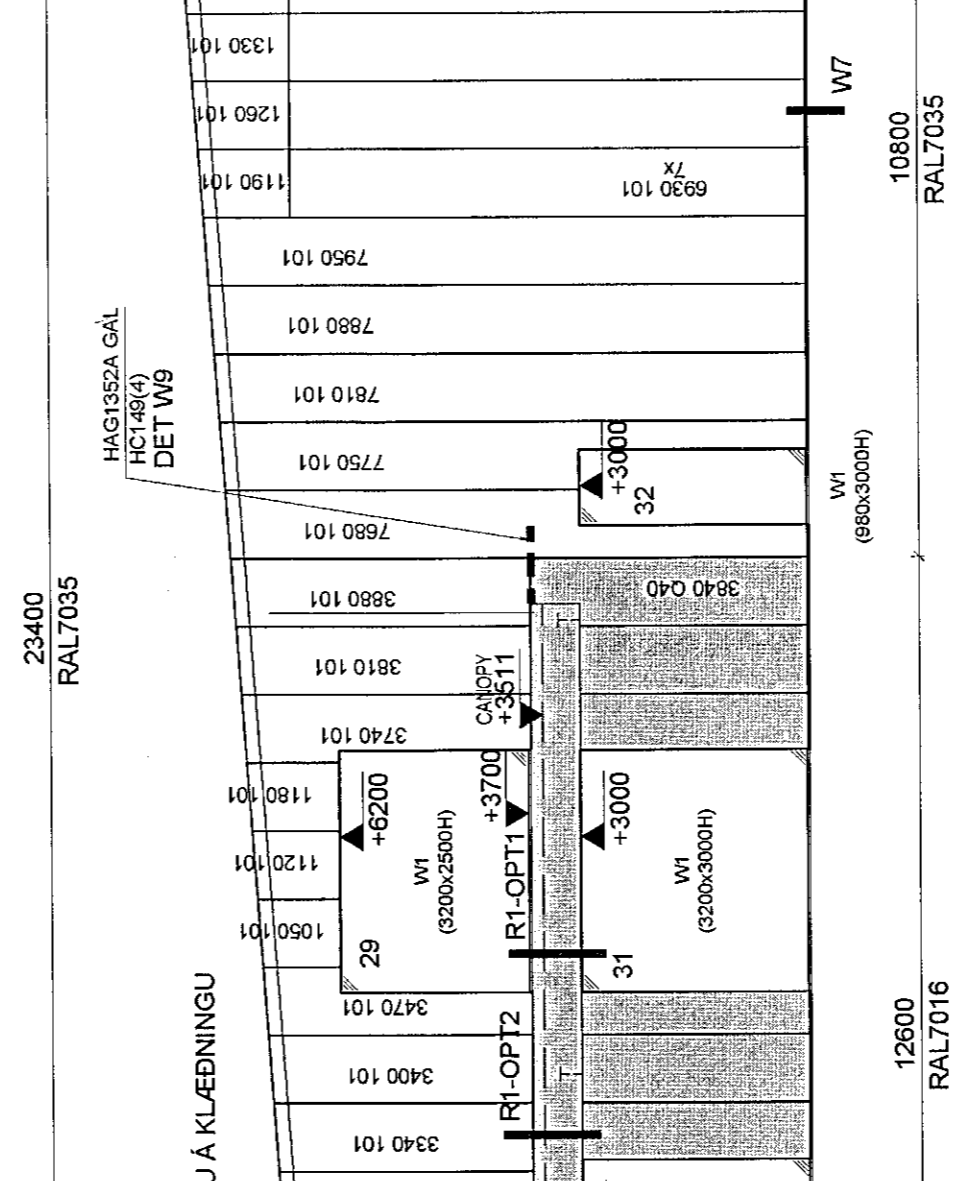 1330 101
1260 101
1190 101
6930 101
7x
7950 101
7880 101
7810 101
7750 101
7680 101
3880 101
3810 101
3740 101
1180 101
1120 101
1050 101
3470 101
3400 101
3340 101
3840 Q40
W7
10800
RAL7035
HAG1352A GAL
HC149(4)
DET W9
23400
RAL7035
+3000
32
W1
(980x3000H)
CANOPY
+3511
+6200
+3700
W1
(3200x2500H)
29
R1-OPT1
+3000
W1
(3200x3000H)
31
R1-OPT2
U Á KLÆÐNINGU
12600
RAL7016